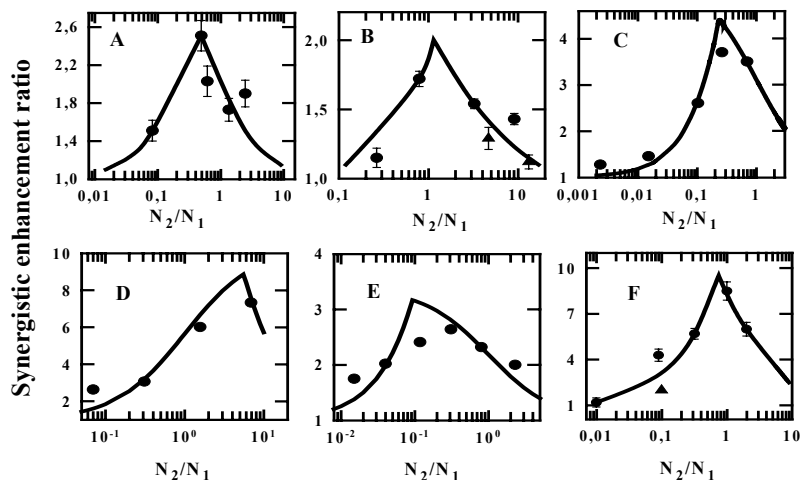 Synergistic enhancement ratio
A
2,6
2,2
1,8
1,4
1,0
0,01 0,1 1 10
N2/N1
B
2,0
1,5
1,0
0,1 1 10
N2/N1
C
4
3
2
1
0,001 0,1 1
N2/N1
D
10
8
6
4
2
10⁻¹ 10⁰ 10¹
N2/N1
E
4
3
2
1
10⁻² 10⁻¹ 10⁰
N2/N1
F
10
7
4
1
0,01 0,1 1 10
N2/N1